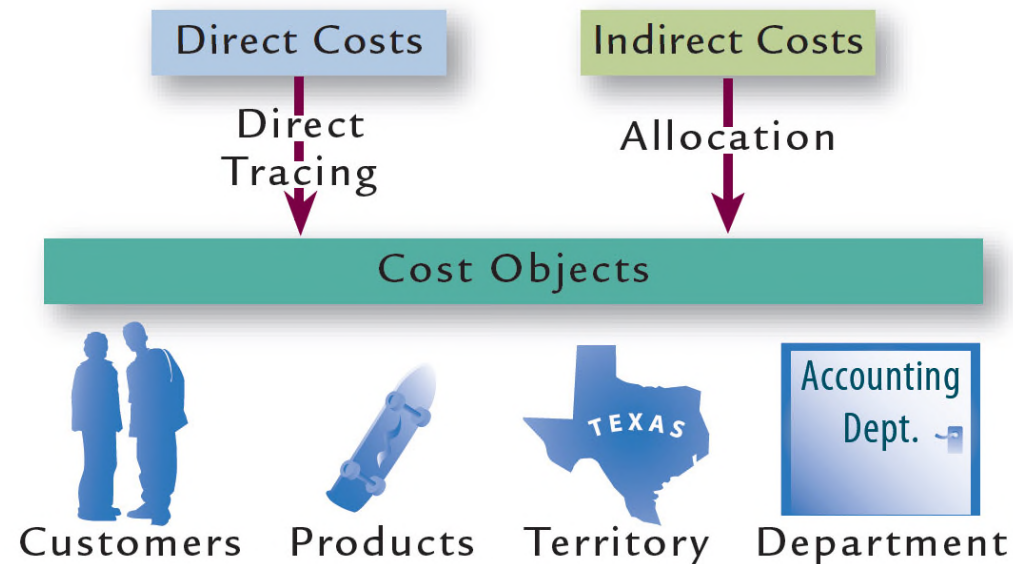 Direct Costs
Indirect Costs
Direct
Tracing
Allocation
Cost Objects
TEXAS
Accounting
Dept.
Customers
Products
Territory
Department